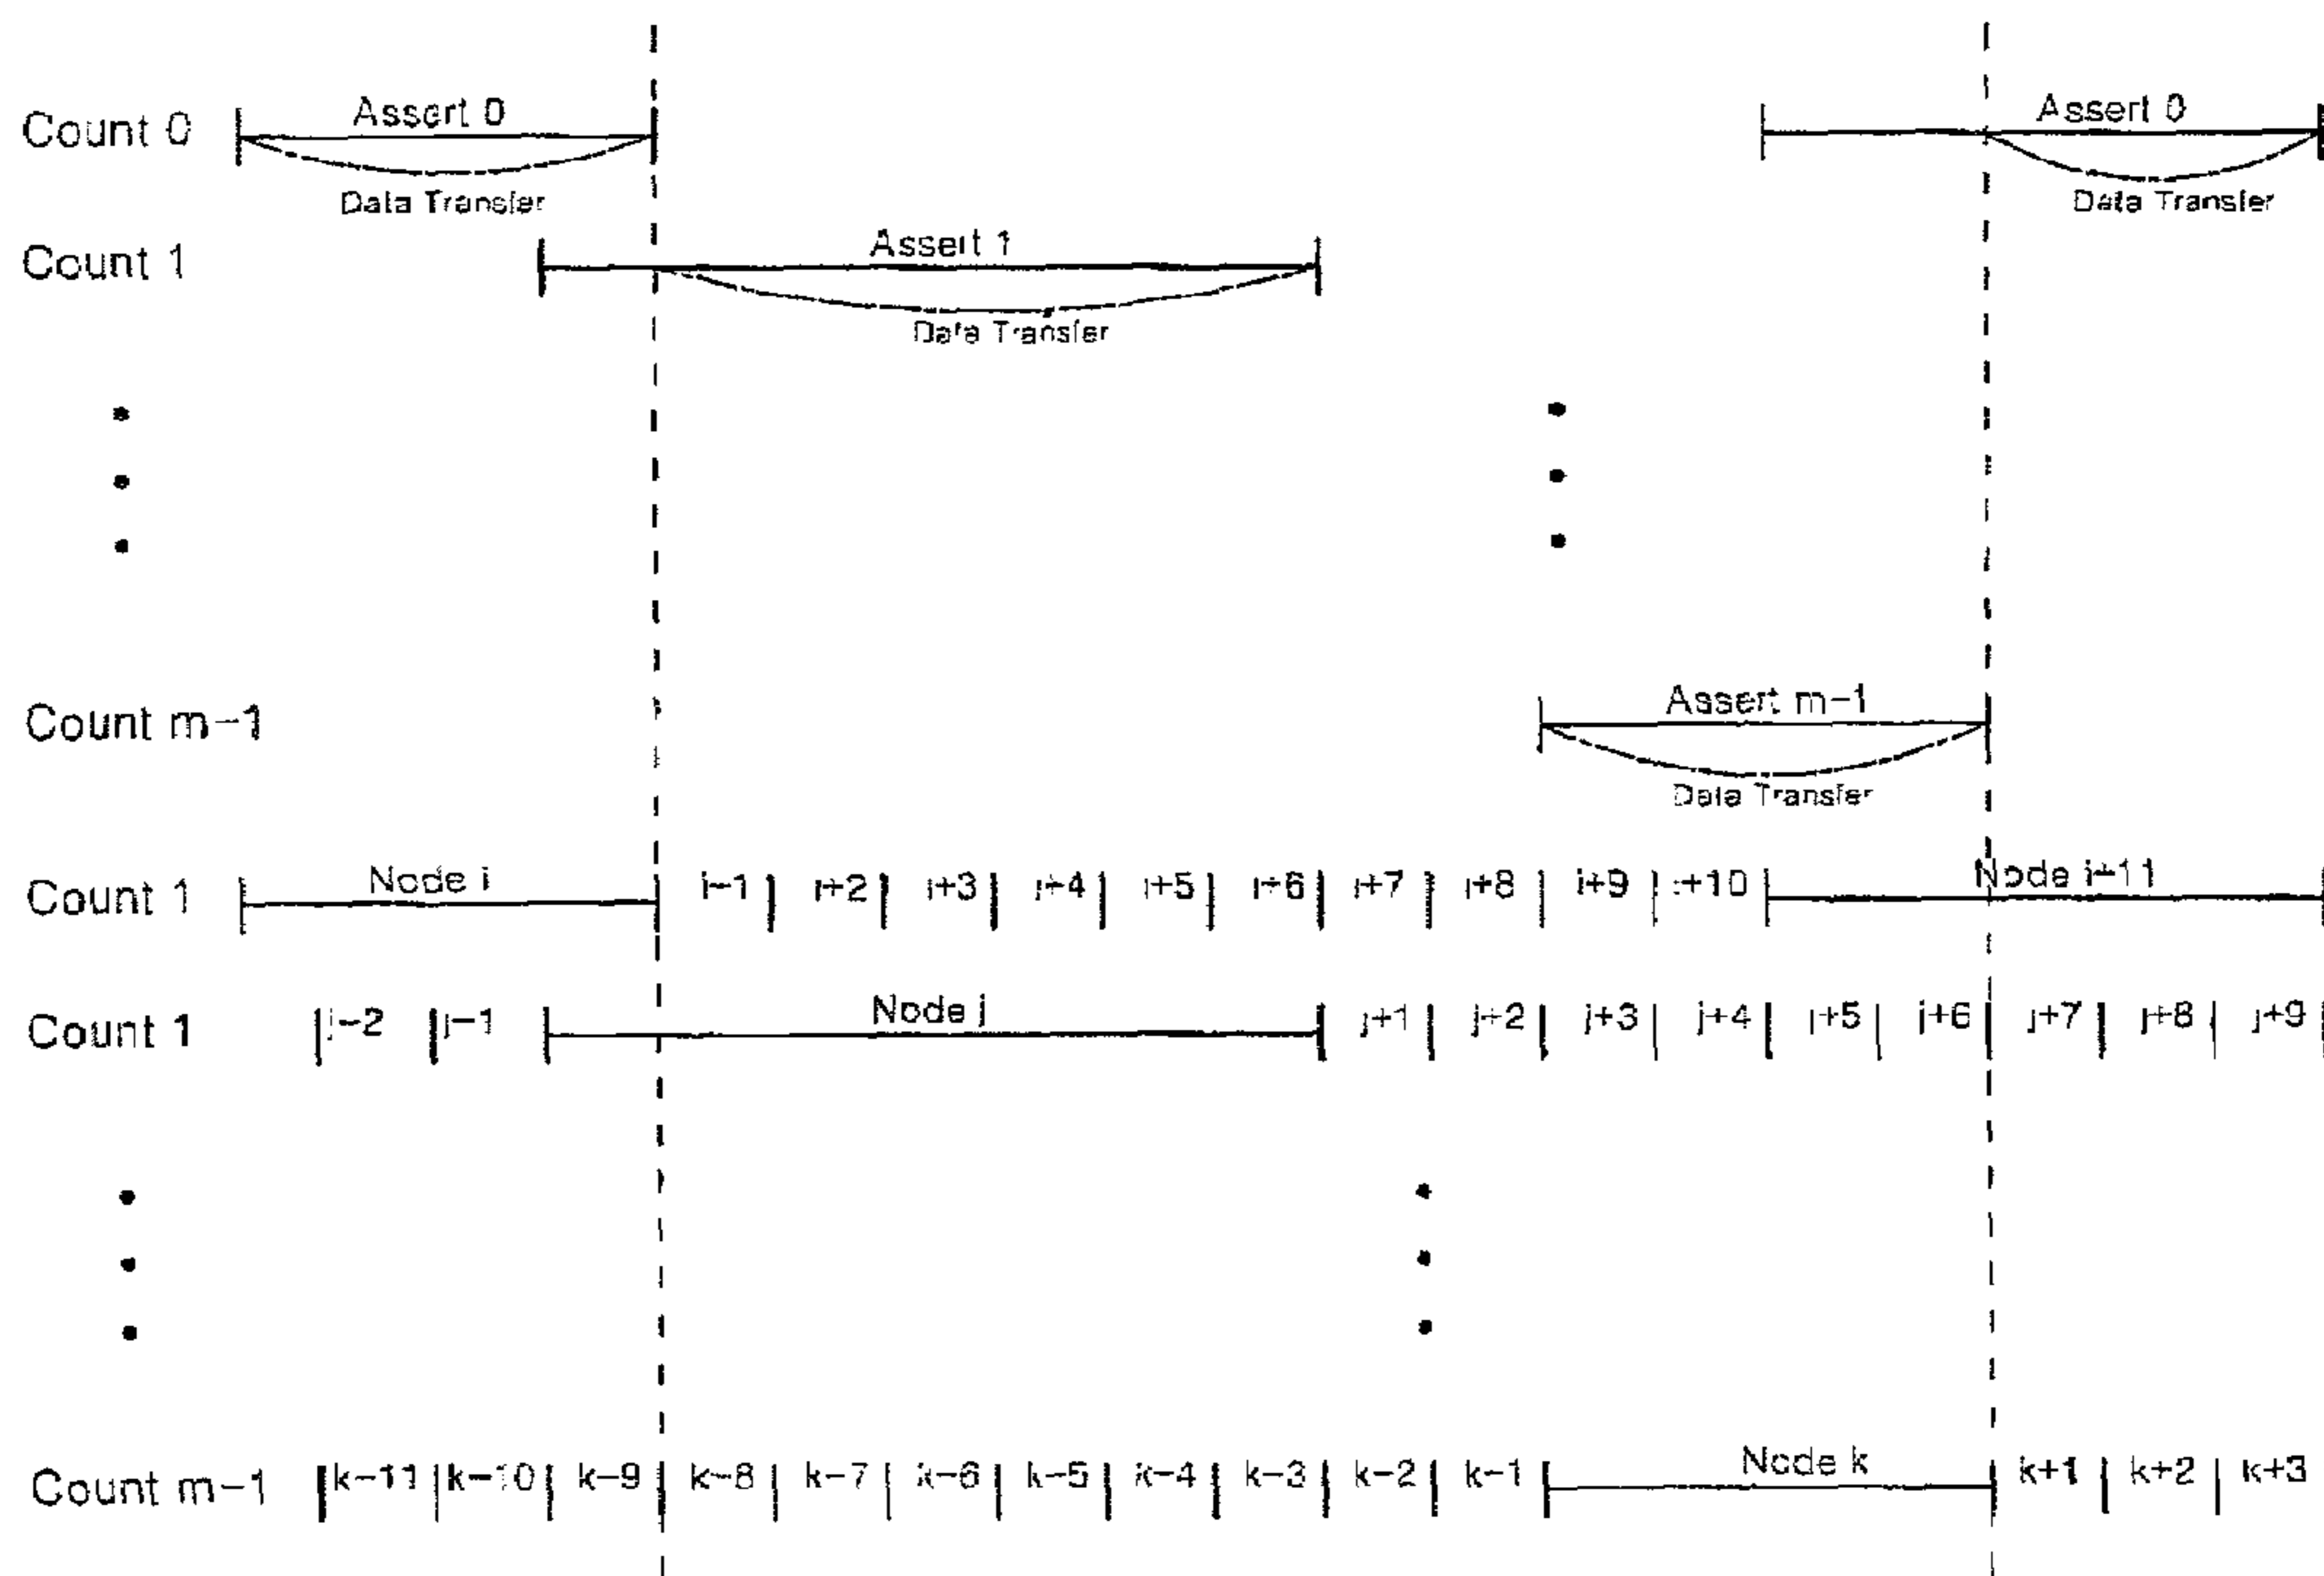 Count 0 Assert 0 Assert 0
Data Transfer Data Transfer
Count 1 Assert 1
Data Transfer
Count m-1 Assert m-1
Data Transfer
Count 1 Node i i-1 i+2 i+3 i+4 i+5 i+6 i+7 i+8 i+9 i+10 Node i+11
Count 1 j-2 j-1 Node j j+1 j+2 j+3 j+4 j+5 j+6 j+7 j+8 j+9
Count m-1 k-11 k-10 k-9 k-8 k-7 k-6 k-5 k-4 k-3 k-2 k-1 Node k k+1 k+2 k+3